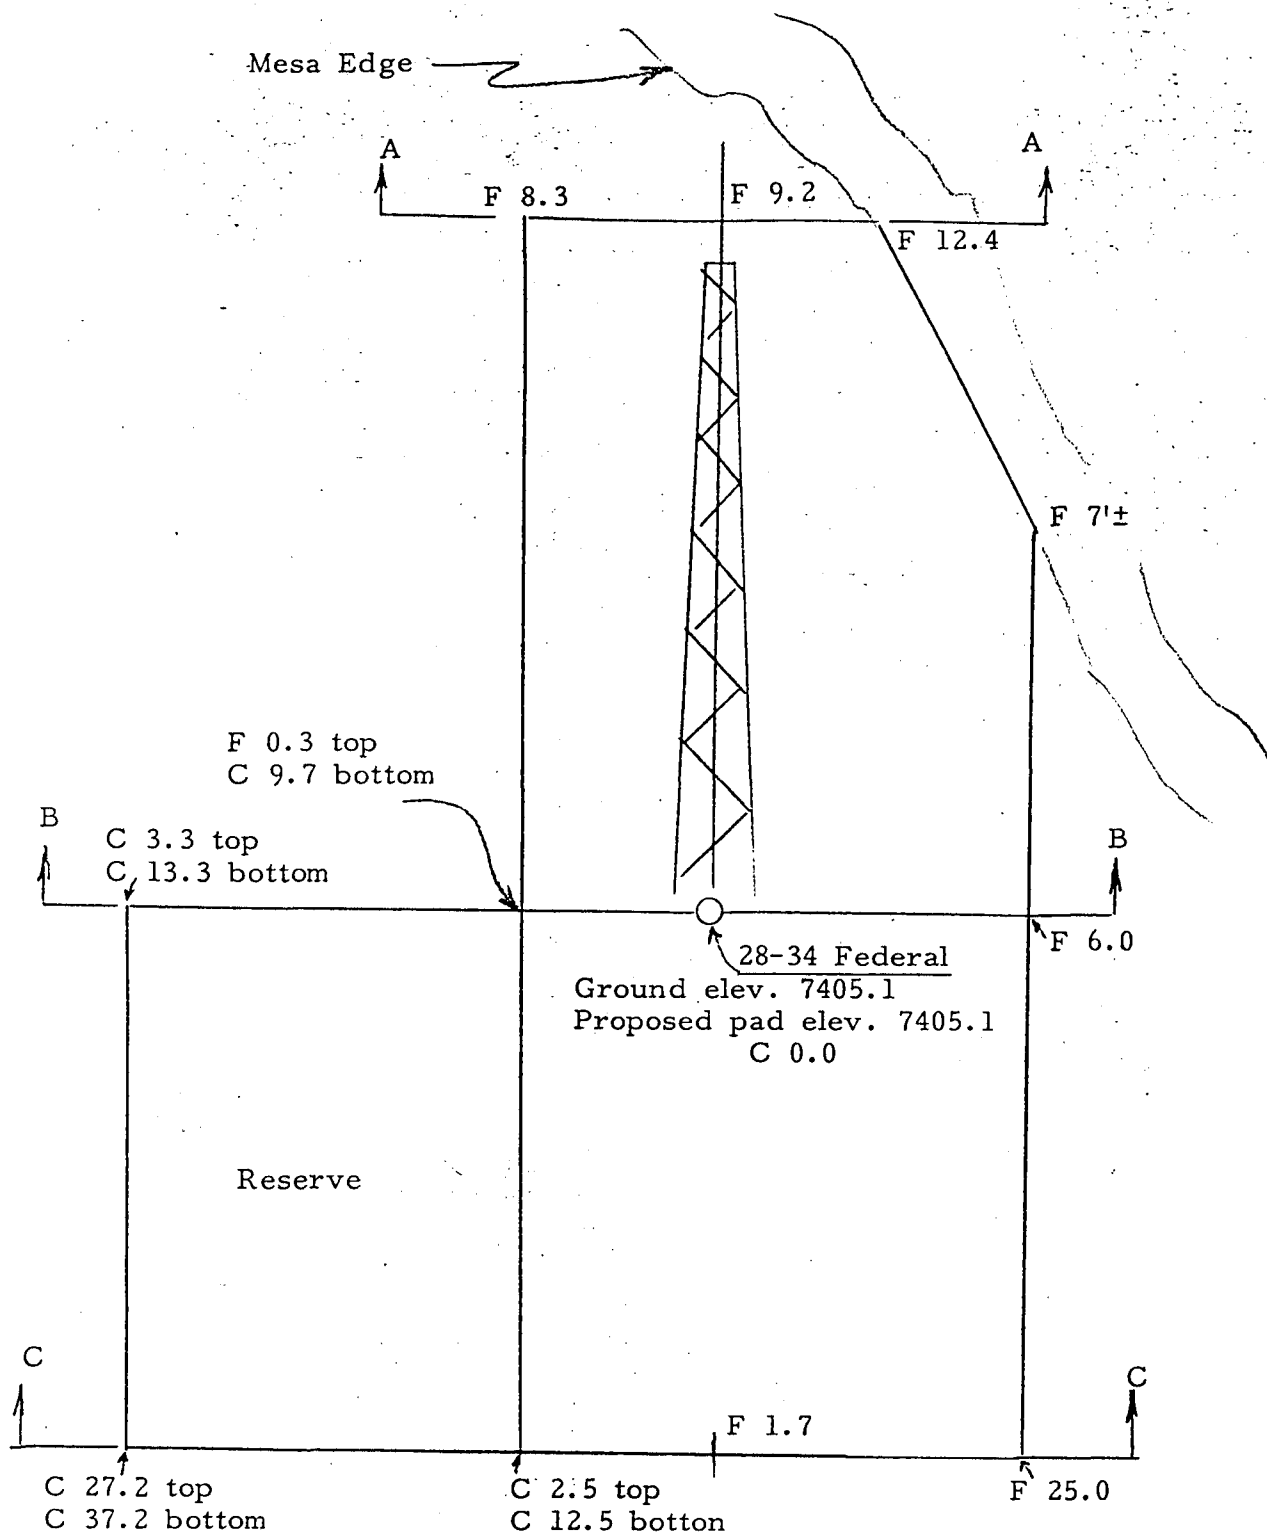 Mesa Edge
A
A
F 8.3
F 9.2
F 12.4
F 7'±
F 0.3 top
C 9.7 bottom
B
C 3.3 top
C 13.3 bottom
B
F 6.0
28-34 Federal
Ground elev. 7405.1
Proposed pad elev. 7405.1
C 0.0
Reserve
C
C
F 1.7
C 27.2 top
C 37.2 bottom
C 2.5 top
C 12.5 botton
F 25.0